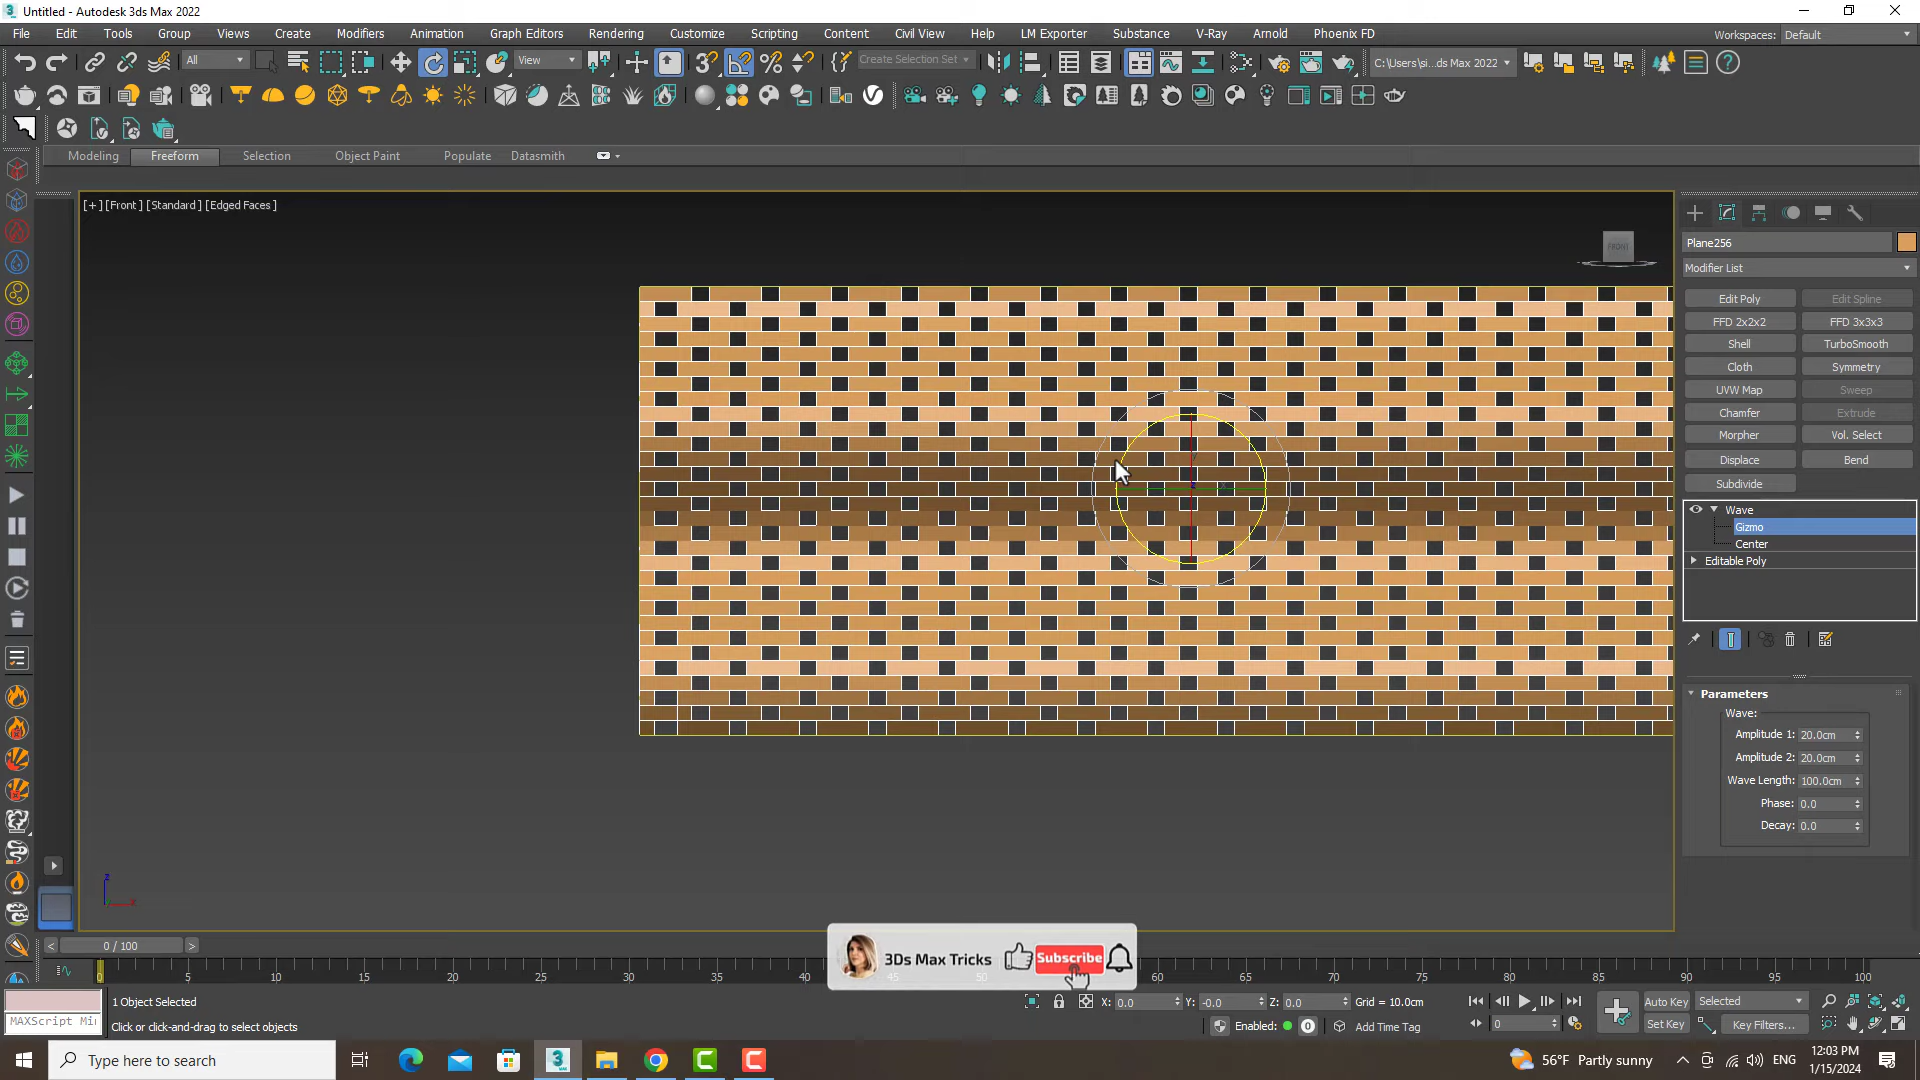 Untitled - Autodesk 3ds Max 2022
File Edit Tools Group Views Create Modifiers Animation Graph Editors Rendering Customize Scripting Content Civil View Help LM Exporter Substance V-Ray Arnold Phoenix FD
Workspaces: Default
All View Create Selection Set C:\Users\si...ds Max 2022
Modeling Freeform Selection Object Paint Populate Datasmith
[+] [Front] [Standard] [Edged Faces]
FRONT
Plane256
Modifier List
Edit Poly Edit Spline
FFD 2x2x2 FFD 3x3x3
Shell TurboSmooth
Cloth Symmetry
UVW Map Sweep
Chamfer Extrude
Morpher Vol. Select
Displace Bend
Subdivide
Wave
Gizmo
Center
Editable Poly
Parameters
Wave:
Amplitude 1: 20.0cm
Amplitude 2: 20.0cm
Wave Length: 100.0cm
Phase: 0.0
Decay: 0.0
z
x
3Ds Max Tricks Subscribe
< 0 / 100 >
0 5 10 15 20 25 30 35 40 45 50 60 65 70 75 80 85 90 95 100
1 Object Selected
X: 0.0 Y: -0.0 Z: 0.0 Grid = 10.0cm
Auto Key Selected
MAXScript Mi
Click or click-and-drag to select objects
Enabled: 0 Add Time Tag
0
Set Key Key Filters...
Type here to search
56°F Partly sunny
ENG
12:03 PM
1/15/2024